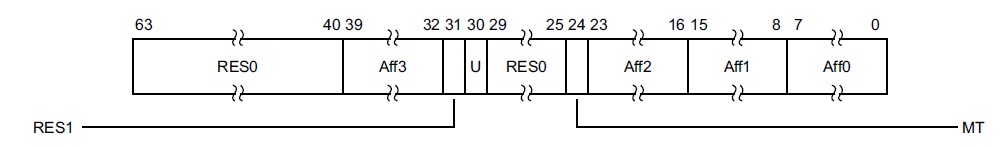 63 40 39 32 31 30 29 25 24 23 16 15 8 7 0
RES0 Aff3 U RES0 Aff2 Aff1 Aff0
RES1 MT